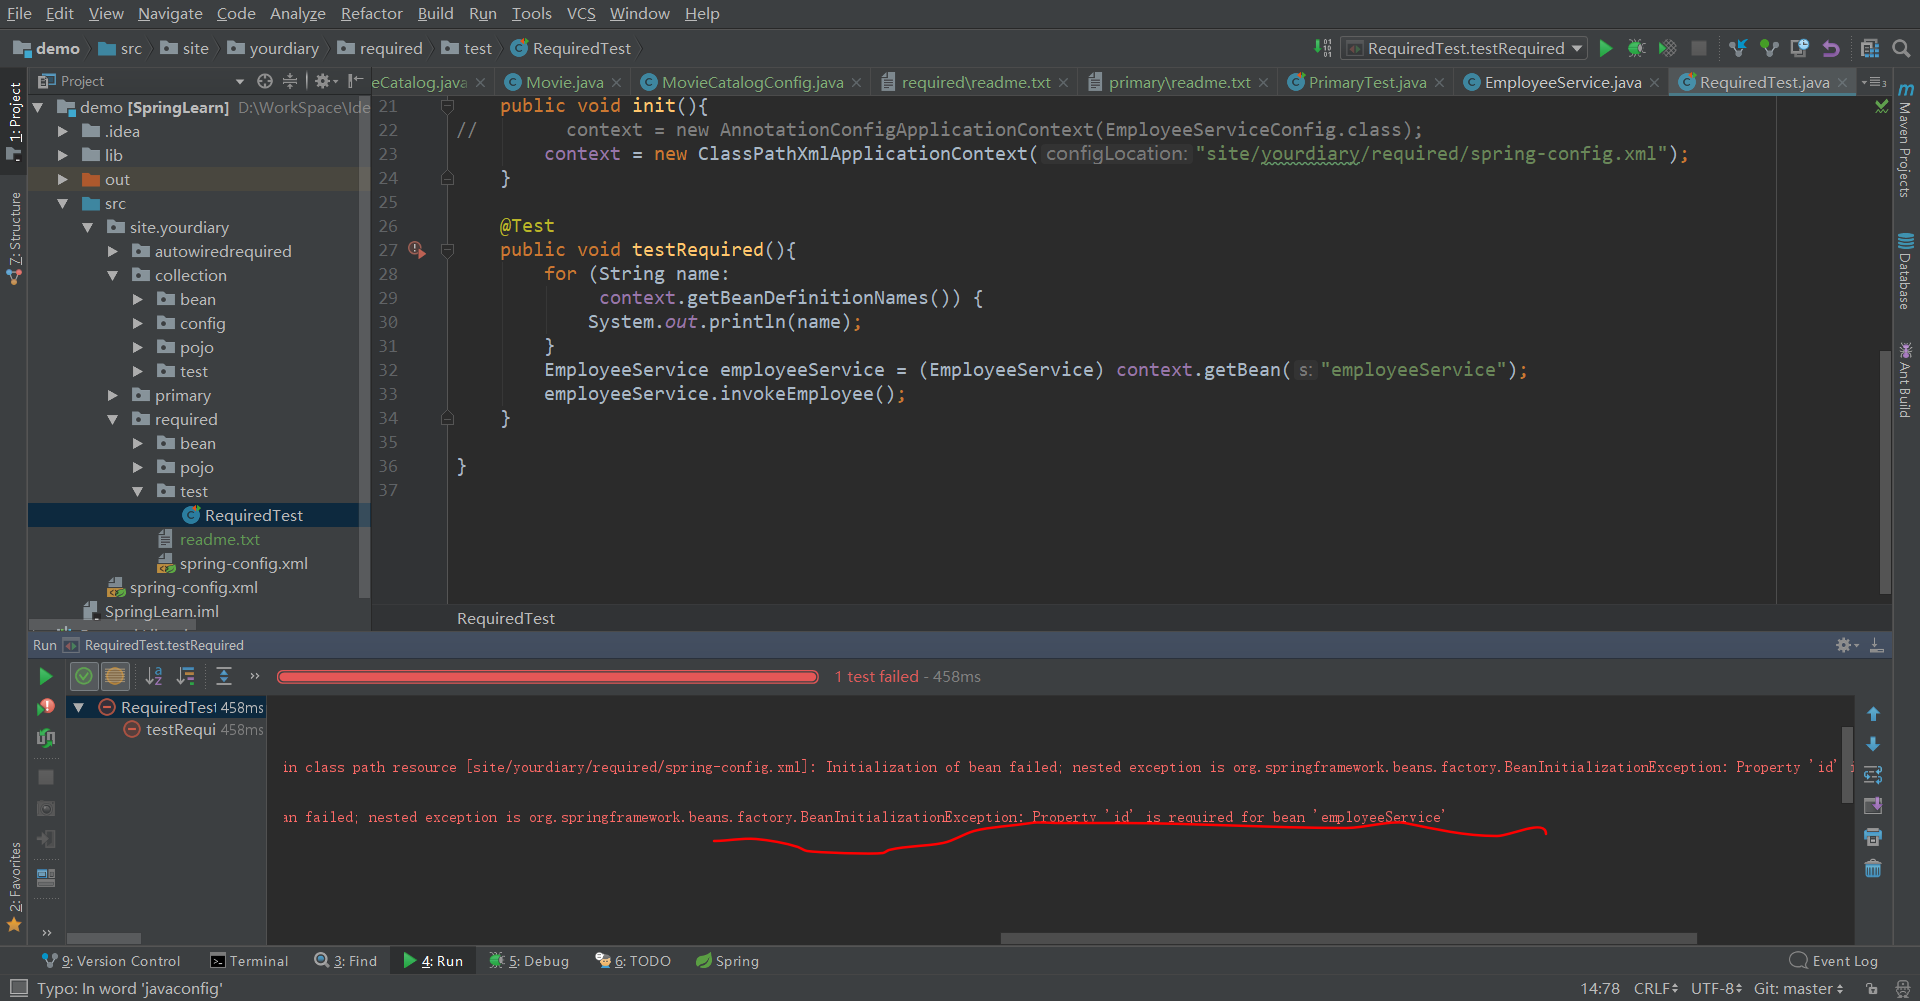 File Edit View Navigate Code Analyze Refactor Build Run Tools VCS Window Help
demo src site yourdiary required test RequiredTest
RequiredTest.testRequired
Project
eCatalog.java Movie.java MovieCatalogConfig.java required\readme.txt primary\readme.txt PrimaryTest.java EmployeeService.java RequiredTest.java
1: Project
Z: Structure
2: Favorites
demo [SpringLearn] D:\WorkSpace\Ide
.idea
lib
out
src
site.yourdiary
autowiredrequired
collection
bean
config
pojo
test
primary
required
bean
pojo
test
RequiredTest
readme.txt
spring-config.xml
spring-config.xml
SpringLearn.iml
21 public void init(){
22 // context = new AnnotationConfigApplicationContext(EmployeeServiceConfig.class);
23 context = new ClassPathXmlApplicationContext( configLocation: "site/yourdiary/required/spring-config.xml");
24 }
25
26 @Test
27 public void testRequired(){
28 for (String name:
29 context.getBeanDefinitionNames()) {
30 System.out.println(name);
31 }
32 EmployeeService employeeService = (EmployeeService) context.getBean( s: "employeeService");
33 employeeService.invokeEmployee();
34 }
35
36 }
37
RequiredTest
Maven Projects
Database
Ant Build
Run RequiredTest.testRequired
1 test failed - 458ms
RequiredTest 458ms
testRequi 458ms
in class path resource [site/yourdiary/required/spring-config.xml]: Initialization of bean failed; nested exception is org.springframework.beans.factory.BeanInitializationException: Property 'id' i
an failed; nested exception is org.springframework.beans.factory.BeanInitializationException: Property 'id' is required for bean 'employeeService'
9: Version Control Terminal 3: Find 4: Run 5: Debug 6: TODO Spring Event Log
Typo: In word 'javaconfig' 14:78 CRLF UTF-8 Git: master